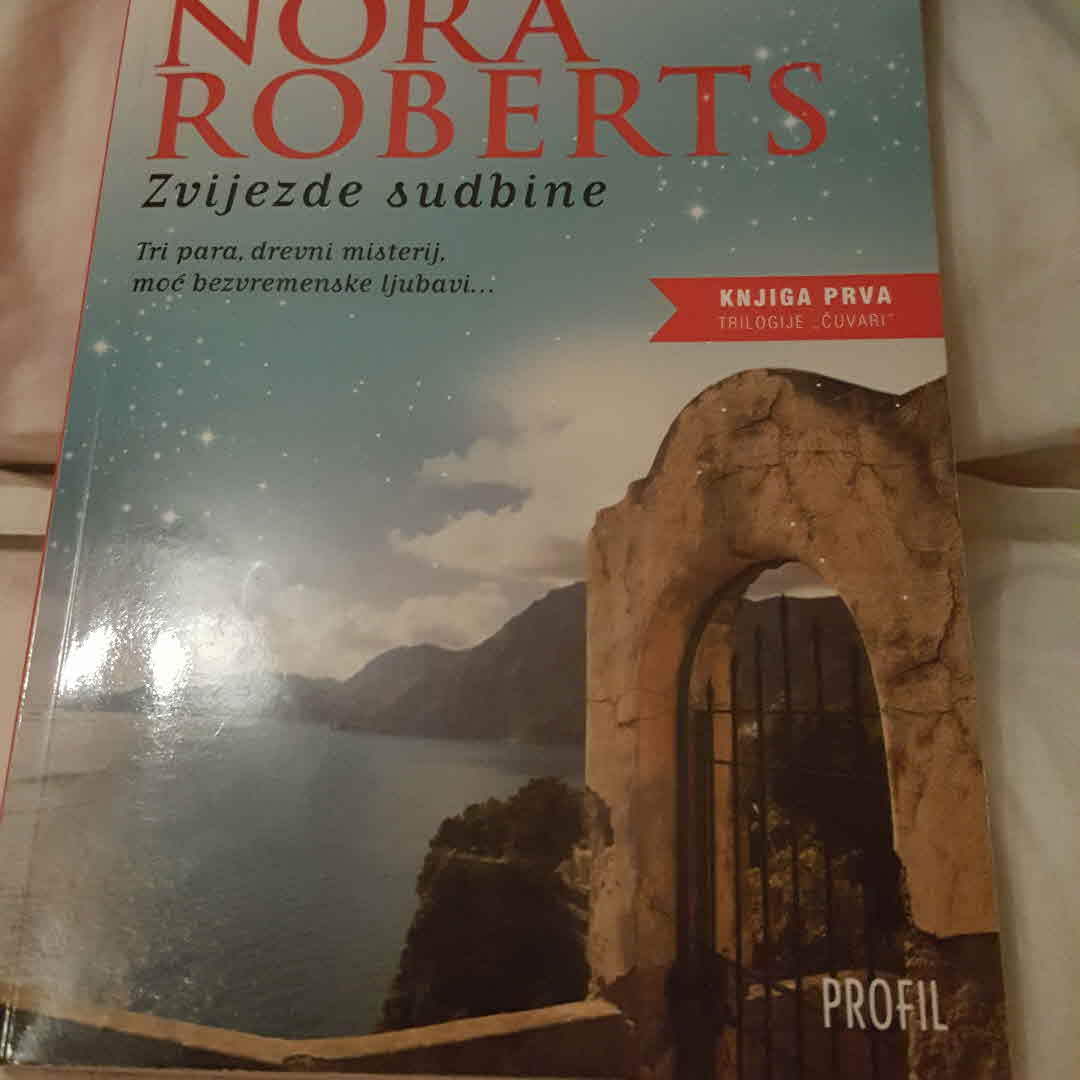 NORA
ROBERTS
Zvijezde sudbine
Tri para, drevni misterij,
moć bezvremenske ljubavi...
KNJIGA PRVA
TRILOGIJE „ČUVARI“
PROFIL